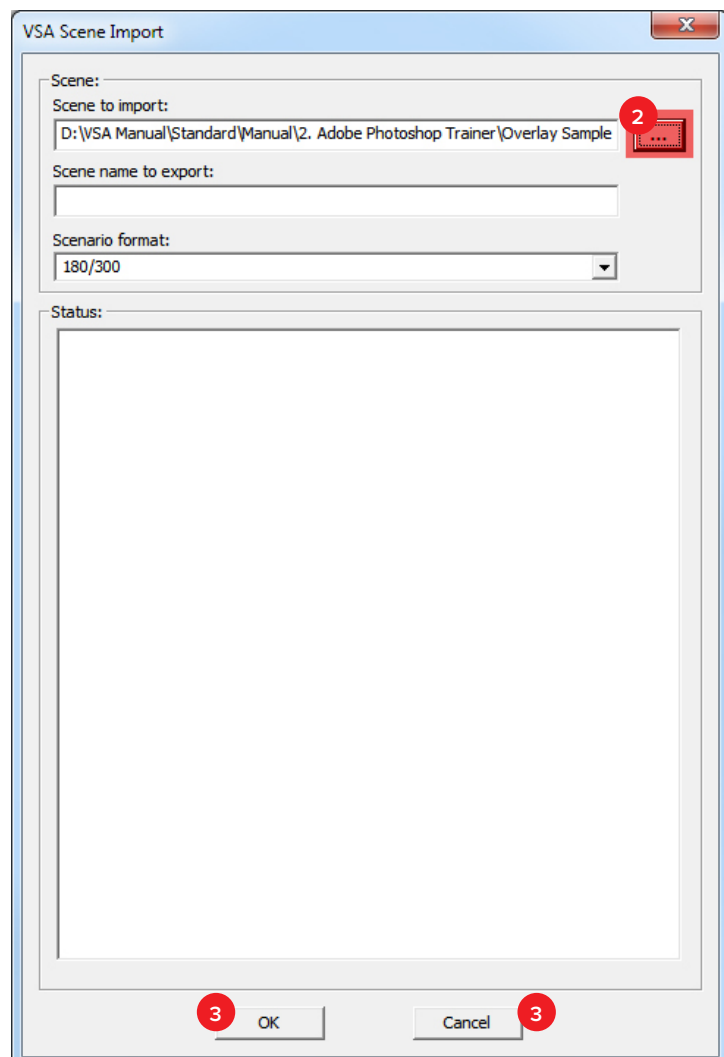 VSA Scene Import
X
Scene:
Scene to import:
2
D:\VSA Manual\Standard\Manual\2. Adobe Photoshop Trainer\Overlay Sample
...
Scene name to export:
Scenario format:
180/300
Status:
3 OK Cancel 3